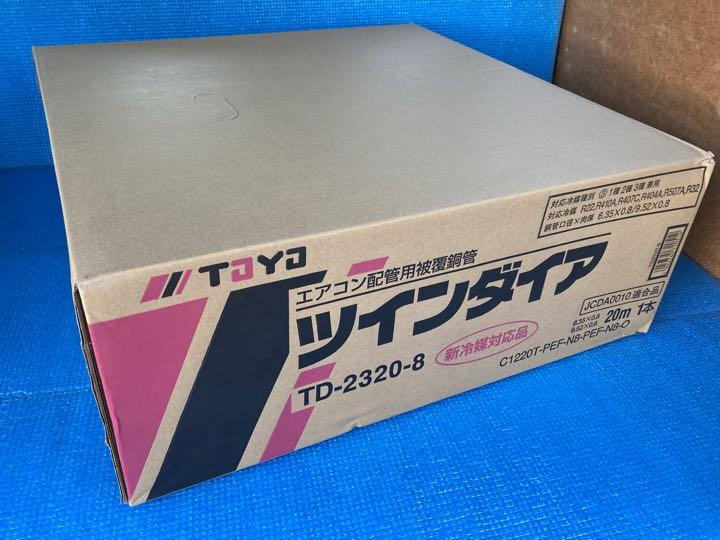 TOYO
エアコン配管用被覆銅管
ツインダイア
TD-2320-8
新冷媒対応品
対応冷媒種別 ③ 1種 2種 3種 兼用
対応冷媒 R22,R410A,R407C,R404A,R507A,R32
銅管口径×肉厚 6.35×0.8/9.52×0.8
JCDA0010 適合品
6.35×0.8
9.52×0.8
20m 1本
C1220T-PEF-N8-PEF-N8-O